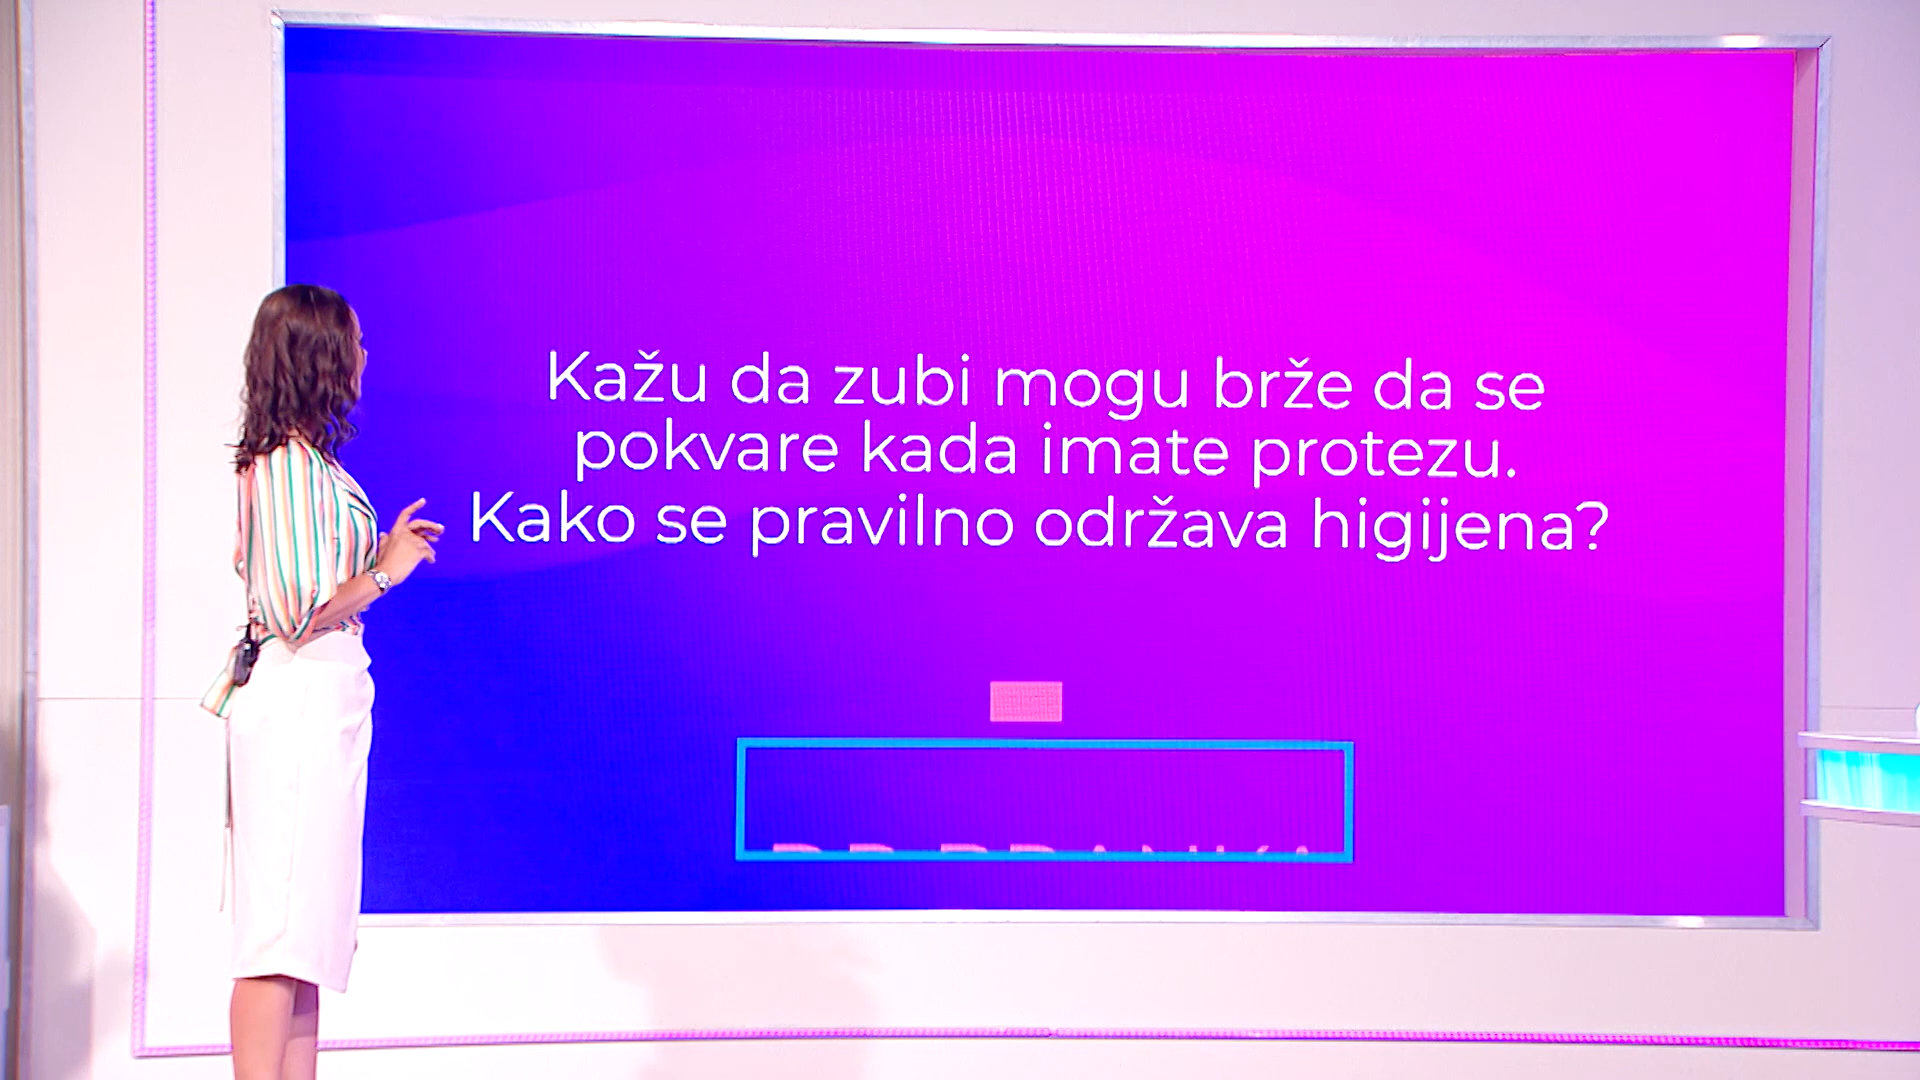 Kažu da zubi mogu brže da se
pokvare kada imate protezu.
Kako se pravilno održava higijena?